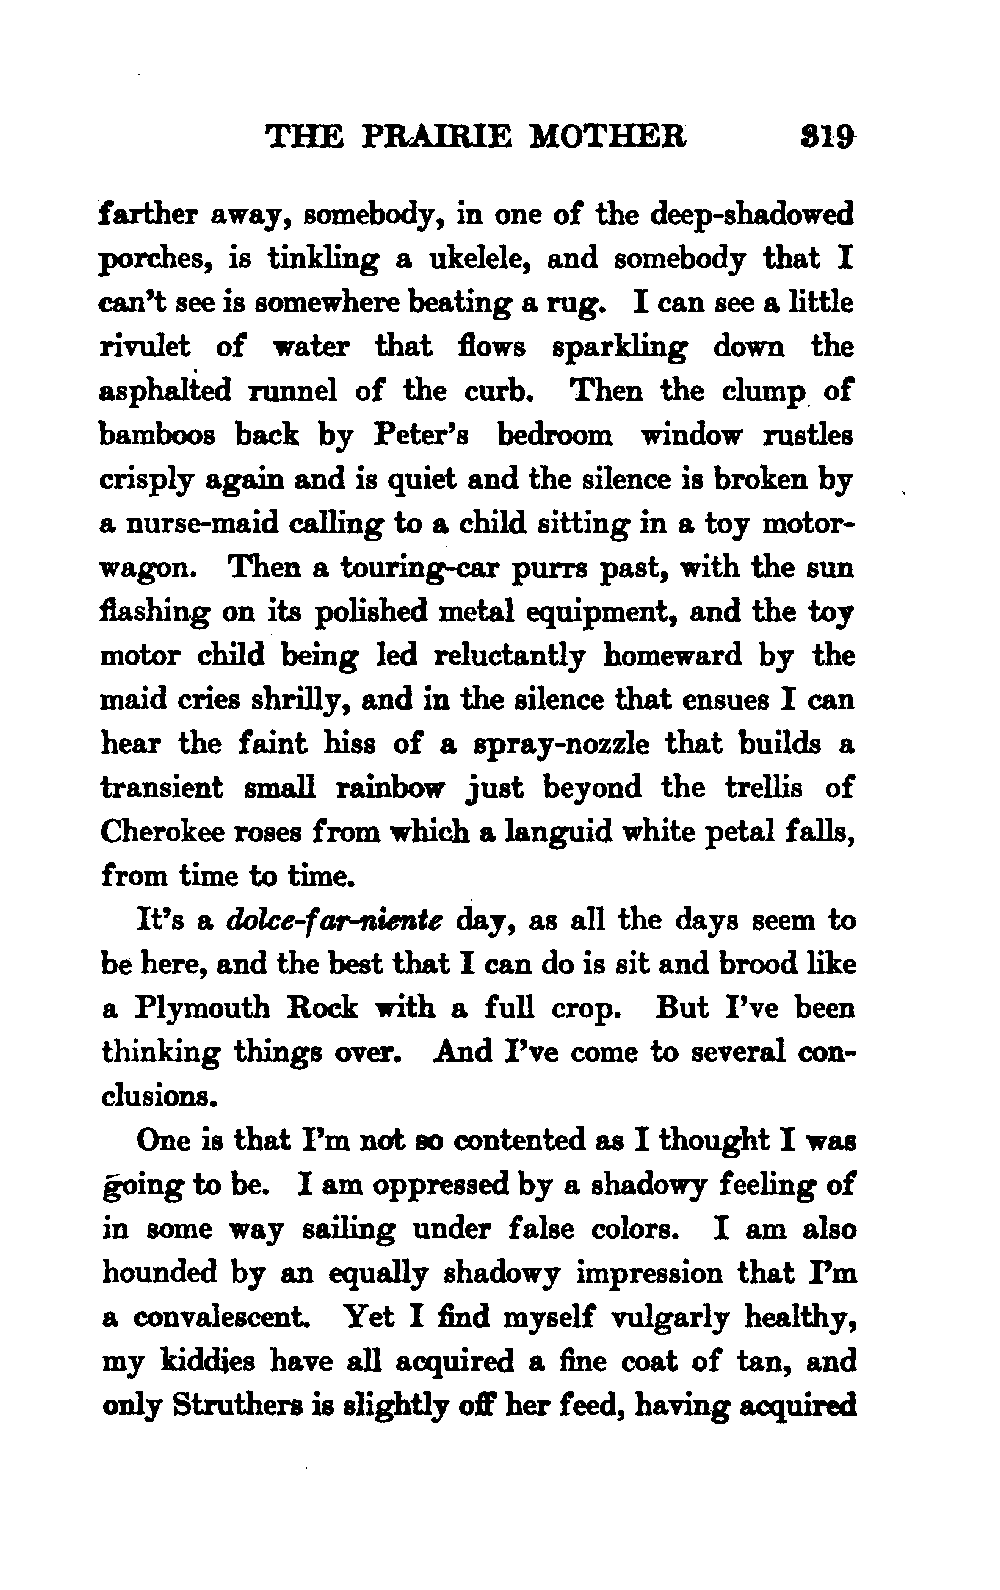 THE PRAIRIE MOTHER 319
farther away, somebody, in one of the deep-shadowed
porches, is tinkling a ukelele, and somebody that I
can't see is somewhere beating a rug. I can see a little
rivulet of water that flows sparkling down the
asphalted runnel of the curb. Then the clump of
bamboos back by Peter's bedroom window rustles
crisply again and is quiet and the silence is broken by
a nurse-maid calling to a child sitting in a toy motor-
wagon. Then a touring-car purrs past, with the sun
flashing on its polished metal equipment, and the toy
motor child being led reluctantly homeward by the
maid cries shrilly, and in the silence that ensues I can
hear the faint hiss of a spray-nozzle that builds a
transient small rainbow just beyond the trellis of
Cherokee roses from which a languid white petal falls,
from time to time.
It's a dolce-far-niente day, as all the days seem to
be here, and the best that I can do is sit and brood like
a Plymouth Rock with a full crop. But I've been
thinking things over. And I've come to several con-
clusions.
One is that I'm not so contented as I thought I was
going to be. I am oppressed by a shadowy feeling of
in some way sailing under false colors. I am also
hounded by an equally shadowy impression that I'm
a convalescent. Yet I find myself vulgarly healthy,
my kiddies have all acquired a fine coat of tan, and
only Struthers is slightly off her feed, having acquired